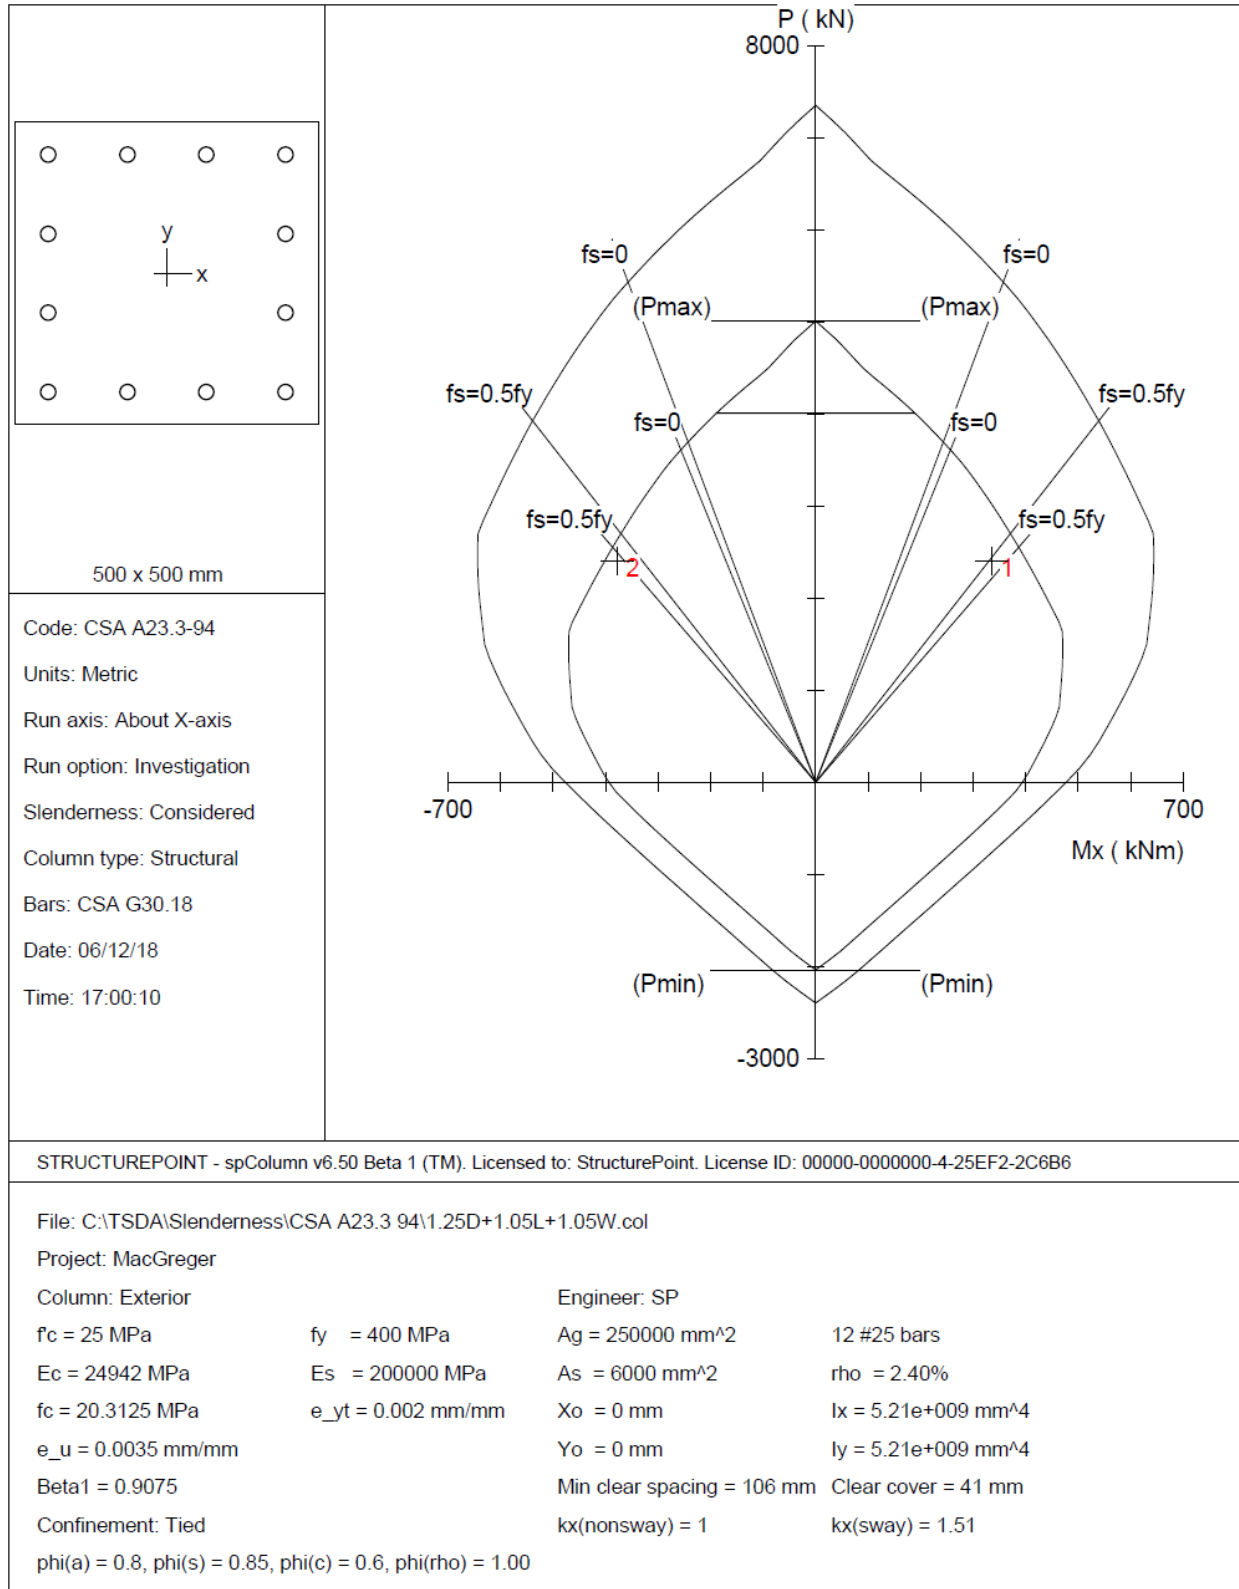 P ( kN)
8000
y
x
fs=0
fs=0
(Pmax)
(Pmax)
fs=0.5fy
fs=0.5fy
fs=0
fs=0
fs=0.5fy
fs=0.5fy
2
1
500 x 500 mm
Code: CSA A23.3-94
Units: Metric
Run axis: About X-axis
Run option: Investigation
Slenderness: Considered
Column type: Structural
Bars: CSA G30.18
Date: 06/12/18
Time: 17:00:10
-700
700
Mx ( kNm)
(Pmin)
(Pmin)
-3000
STRUCTUREPOINT - spColumn v6.50 Beta 1 (TM). Licensed to: StructurePoint. License ID: 00000-0000000-4-25EF2-2C6B6
File: C:\TSDA\Slenderness\CSA A23.3 94\1.25D+1.05L+1.05W.col
Project: MacGreger
Column: Exterior Engineer: SP
f'c = 25 MPa fy = 400 MPa Ag = 250000 mm^2 12 #25 bars
Ec = 24942 MPa Es = 200000 MPa As = 6000 mm^2 rho = 2.40%
fc = 20.3125 MPa e_yt = 0.002 mm/mm Xo = 0 mm Ix = 5.21e+009 mm^4
e_u = 0.0035 mm/mm Yo = 0 mm Iy = 5.21e+009 mm^4
Beta1 = 0.9075 Min clear spacing = 106 mm Clear cover = 41 mm
Confinement: Tied kx(nonsway) = 1 kx(sway) = 1.51
phi(a) = 0.8, phi(s) = 0.85, phi(c) = 0.6, phi(rho) = 1.00